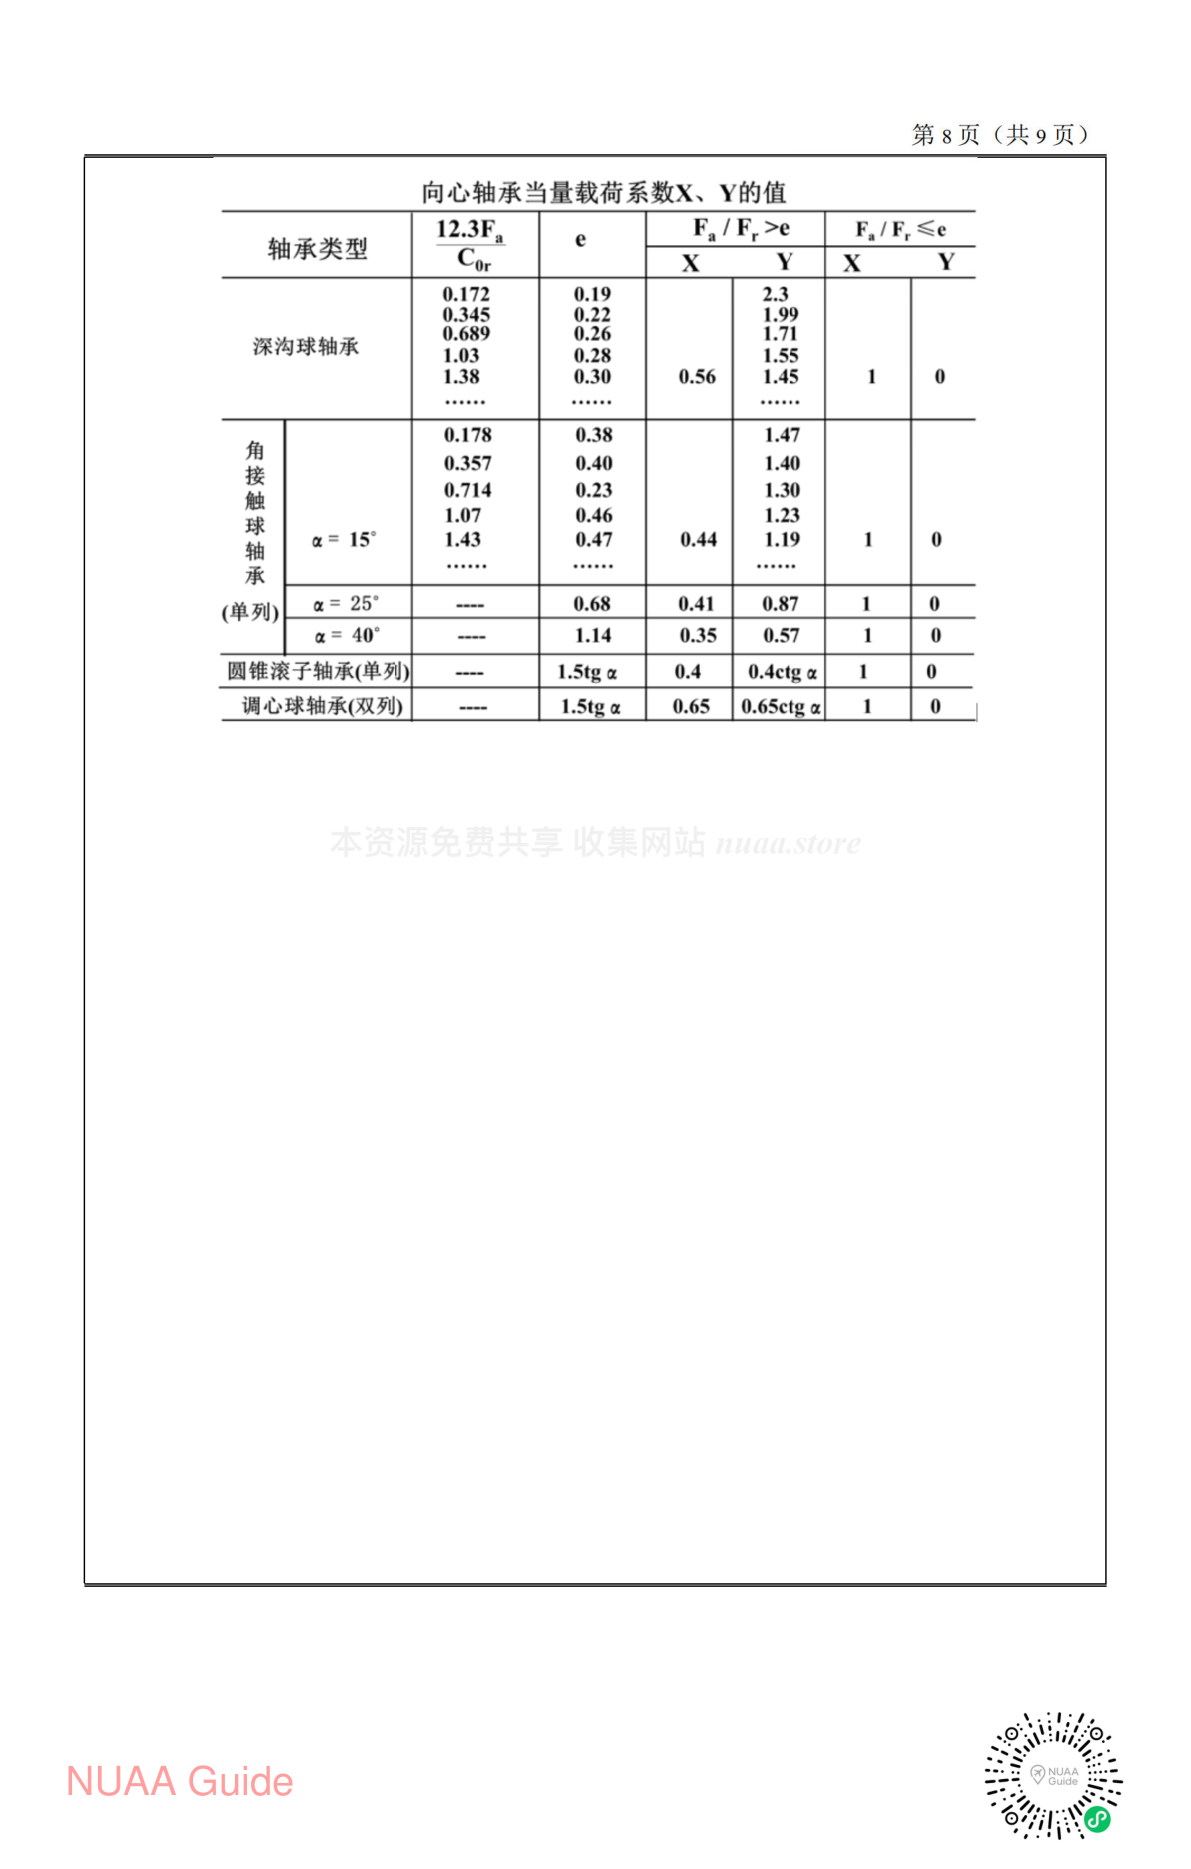 第 8 页（共 9 页）
向心轴承当量载荷系数X、Y的值
轴承类型 12.3Fa / C0r e Fa / Fr >e Fa / Fr ≤e
X Y X Y
深沟球轴承
0.172 0.19 2.3
0.345 0.22 1.99
0.689 0.26 1.71
1.03 0.28 1.55
1.38 0.30 0.56 1.45 1 0
...... ...... ......
角接触球轴承(单列)
0.178 0.38 1.47
0.357 0.40 1.40
0.714 0.23 1.30
1.07 0.46 1.23
α = 15° 1.43 0.47 0.44 1.19 1 0
...... ...... ......
α = 25° ---- 0.68 0.41 0.87 1 0
α = 40° ---- 1.14 0.35 0.57 1 0
圆锥滚子轴承(单列) ---- 1.5tg α 0.4 0.4ctg α 1 0
调心球轴承(双列) ---- 1.5tg α 0.65 0.65ctg α 1 0
本资源免费共享 收集网站 nuaa.store
NUAA Guide
NUAA
Guide